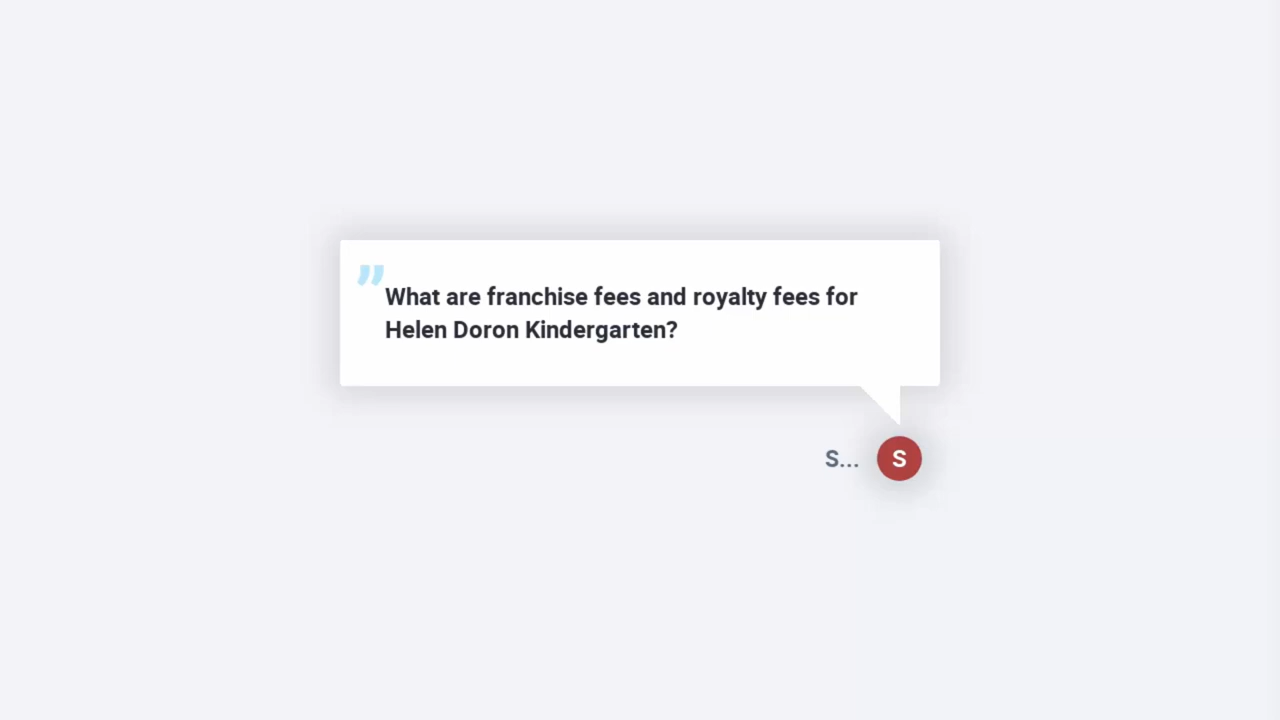 ”
What are franchise fees and royalty fees for
Helen Doron Kindergarten?
S... S